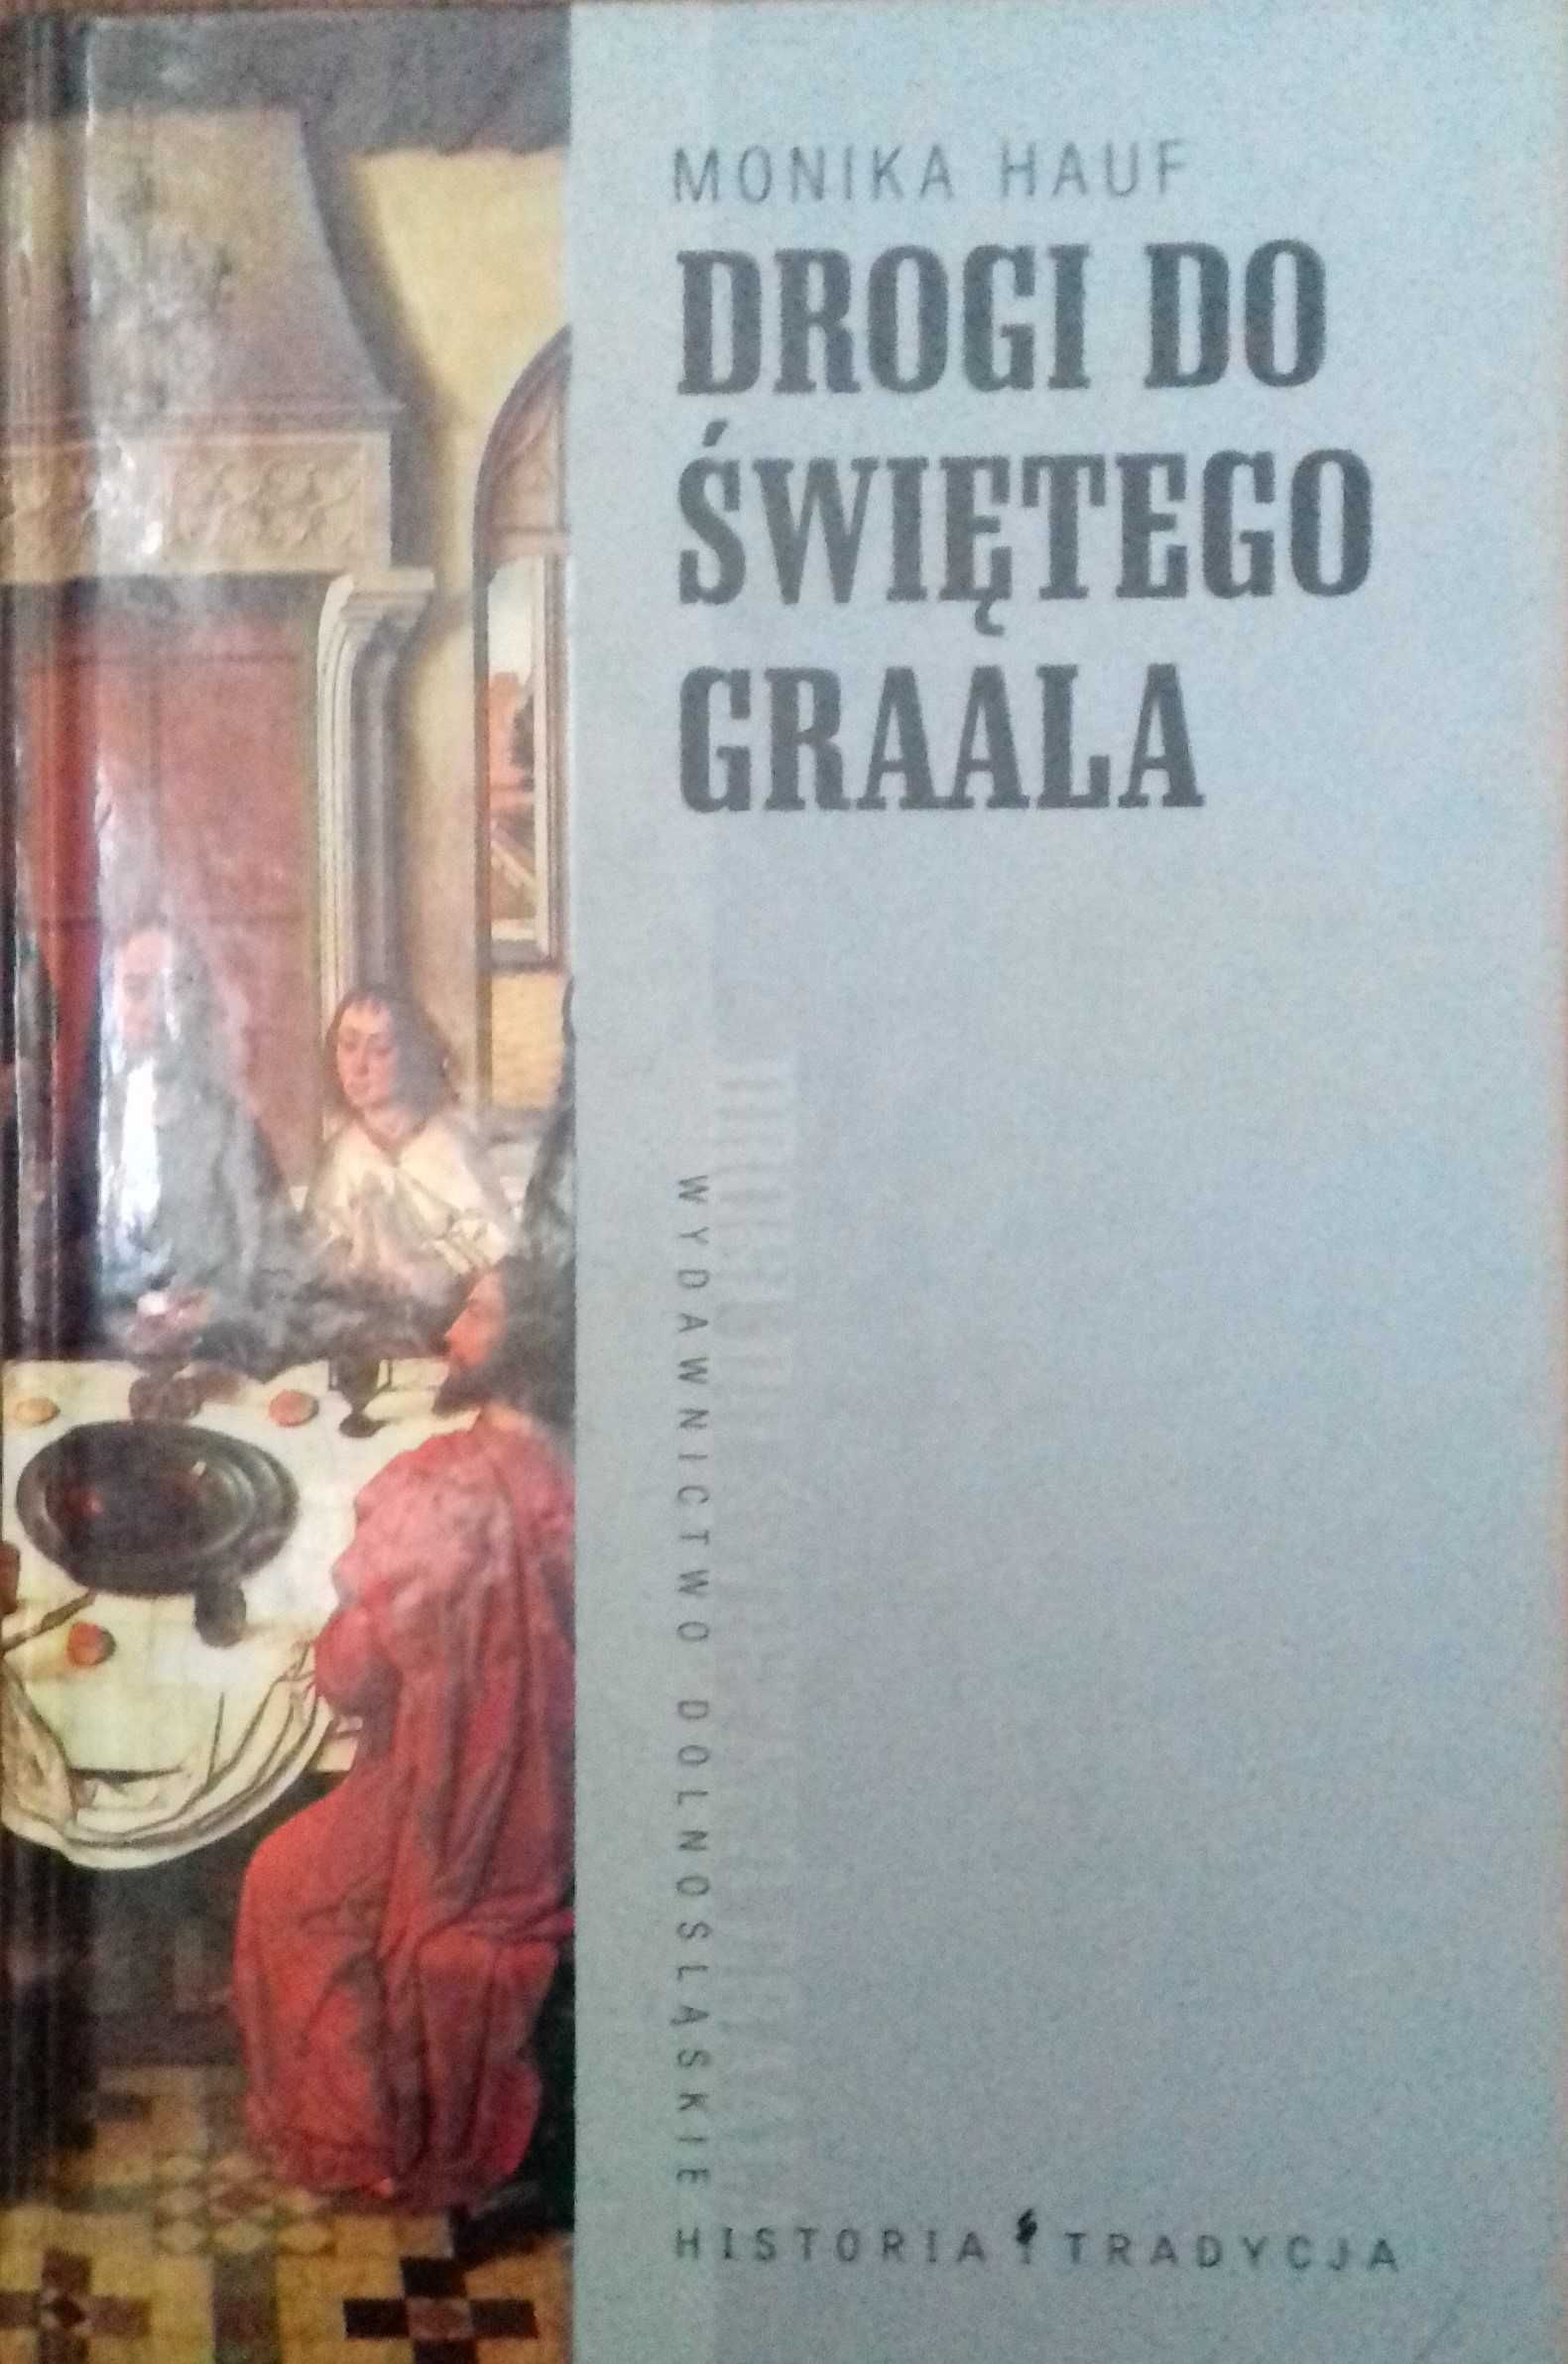 MONIKA HAUF
DROGI DO
ŚWIĘTEGO
GRAALA
WYDAWNICTWO DOLNOŚLĄSKIE
HISTORIA I TRADYCJA